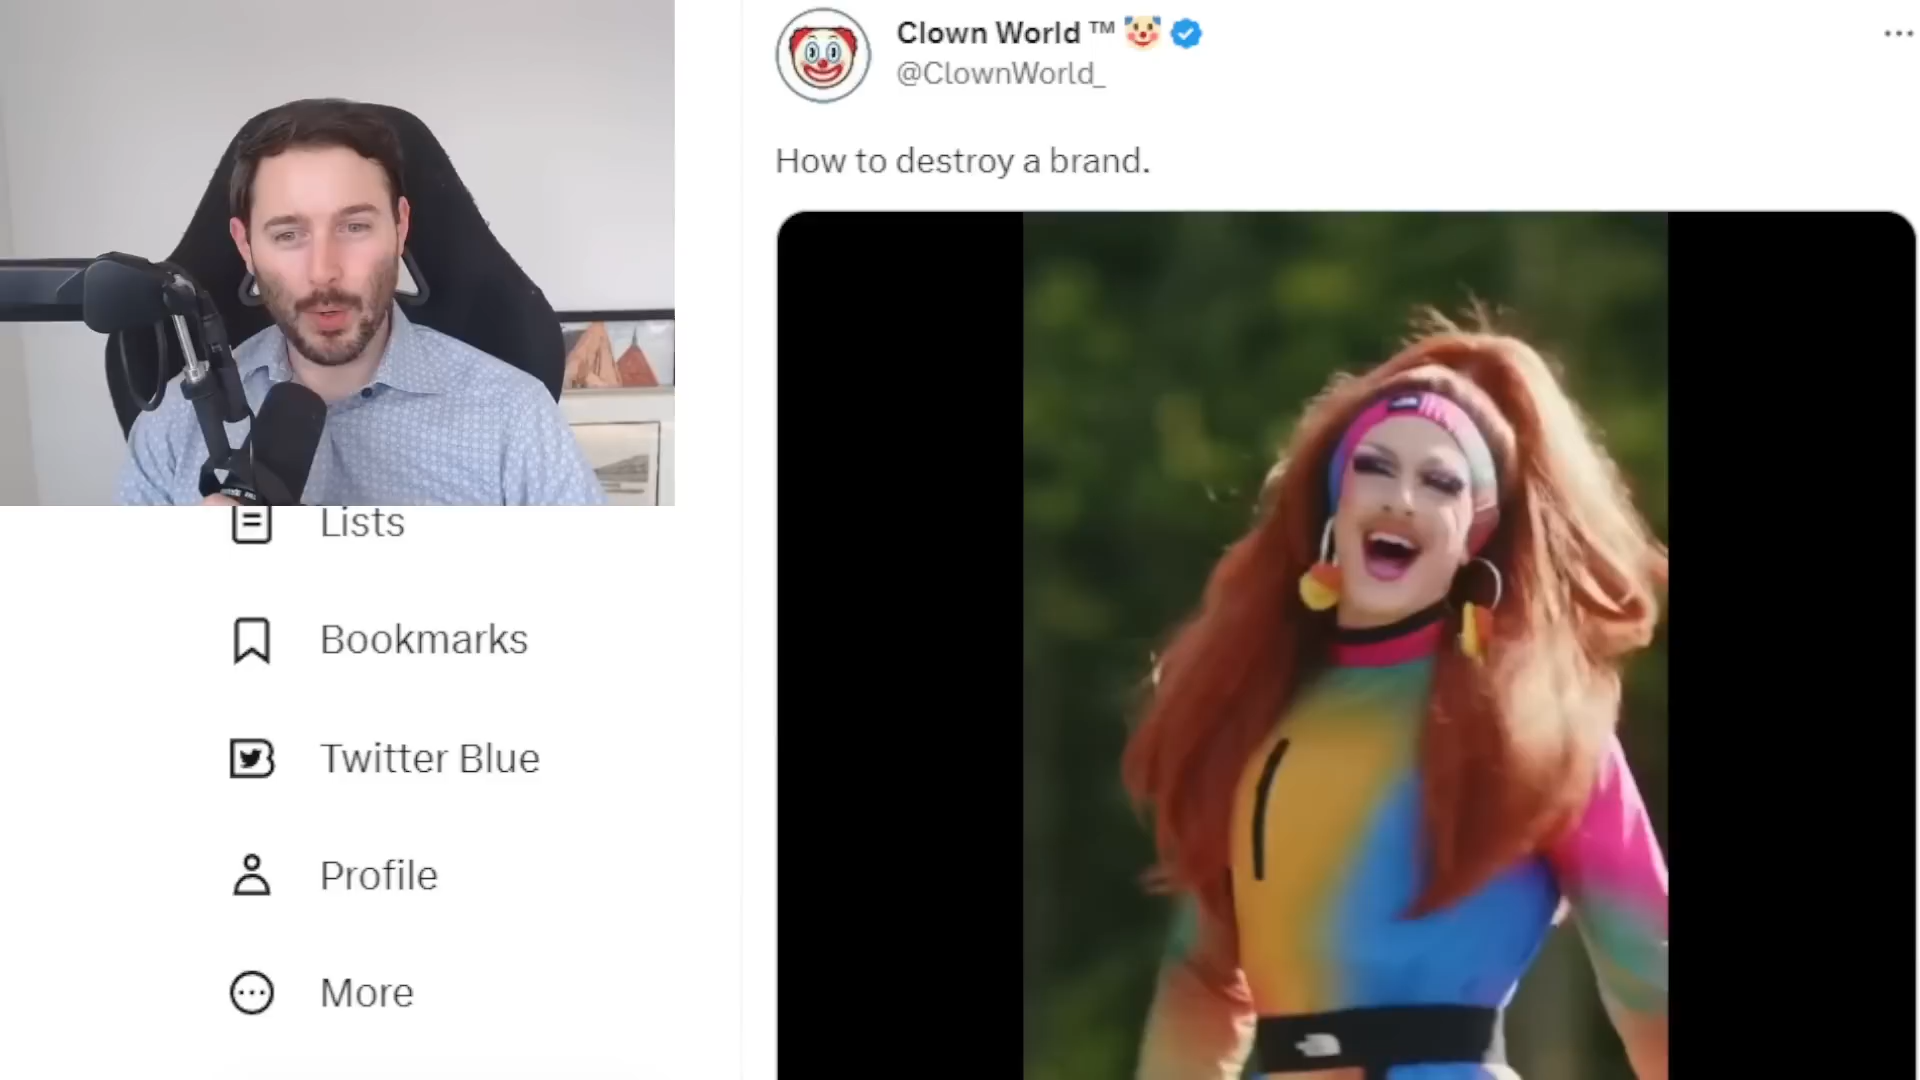 Clown World ™ 🤡
@ClownWorld_
How to destroy a brand.
Lists
Bookmarks
Twitter Blue
Profile
More